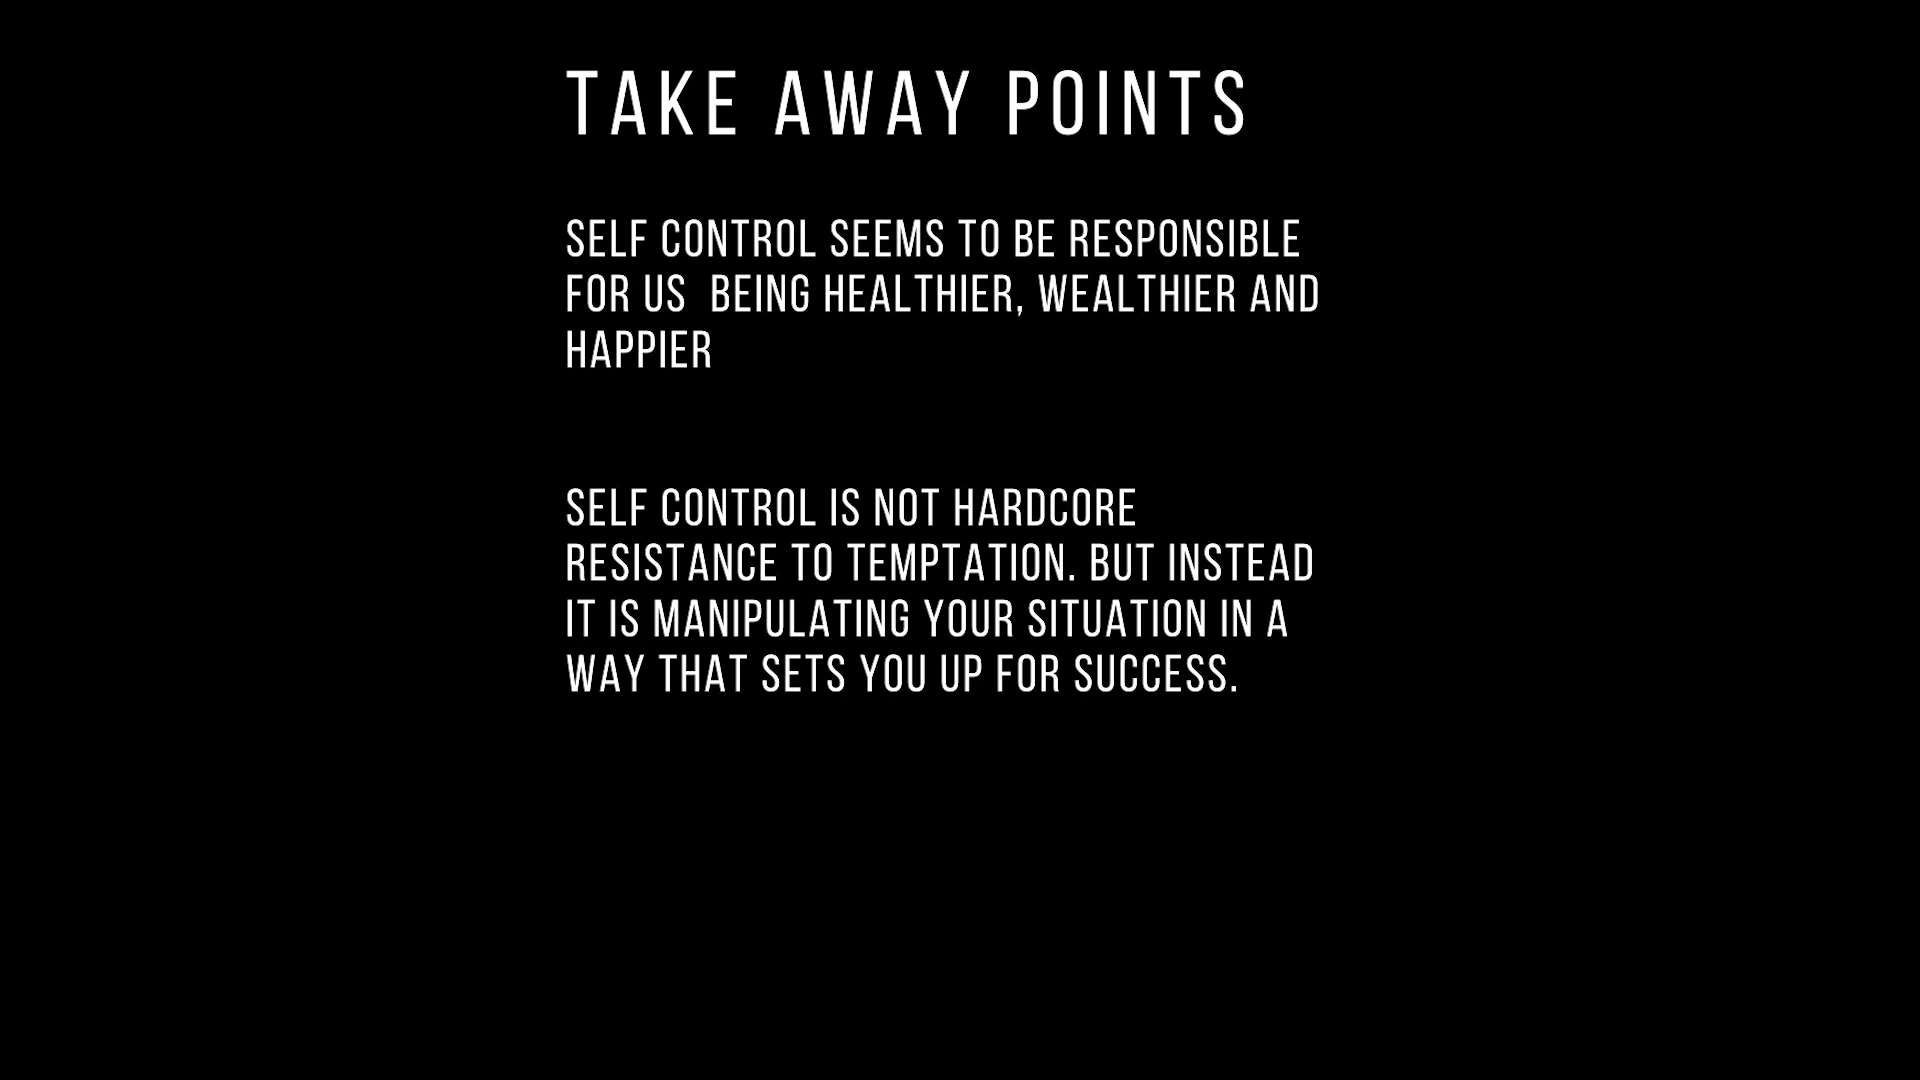 TAKE AWAY POINTS
SELF CONTROL SEEMS TO BE RESPONSIBLE
FOR US  BEING HEALTHIER, WEALTHIER AND
HAPPIER
SELF CONTROL IS NOT HARDCORE
RESISTANCE TO TEMPTATION. BUT INSTEAD
IT IS MANIPULATING YOUR SITUATION IN A
WAY THAT SETS YOU UP FOR SUCCESS.